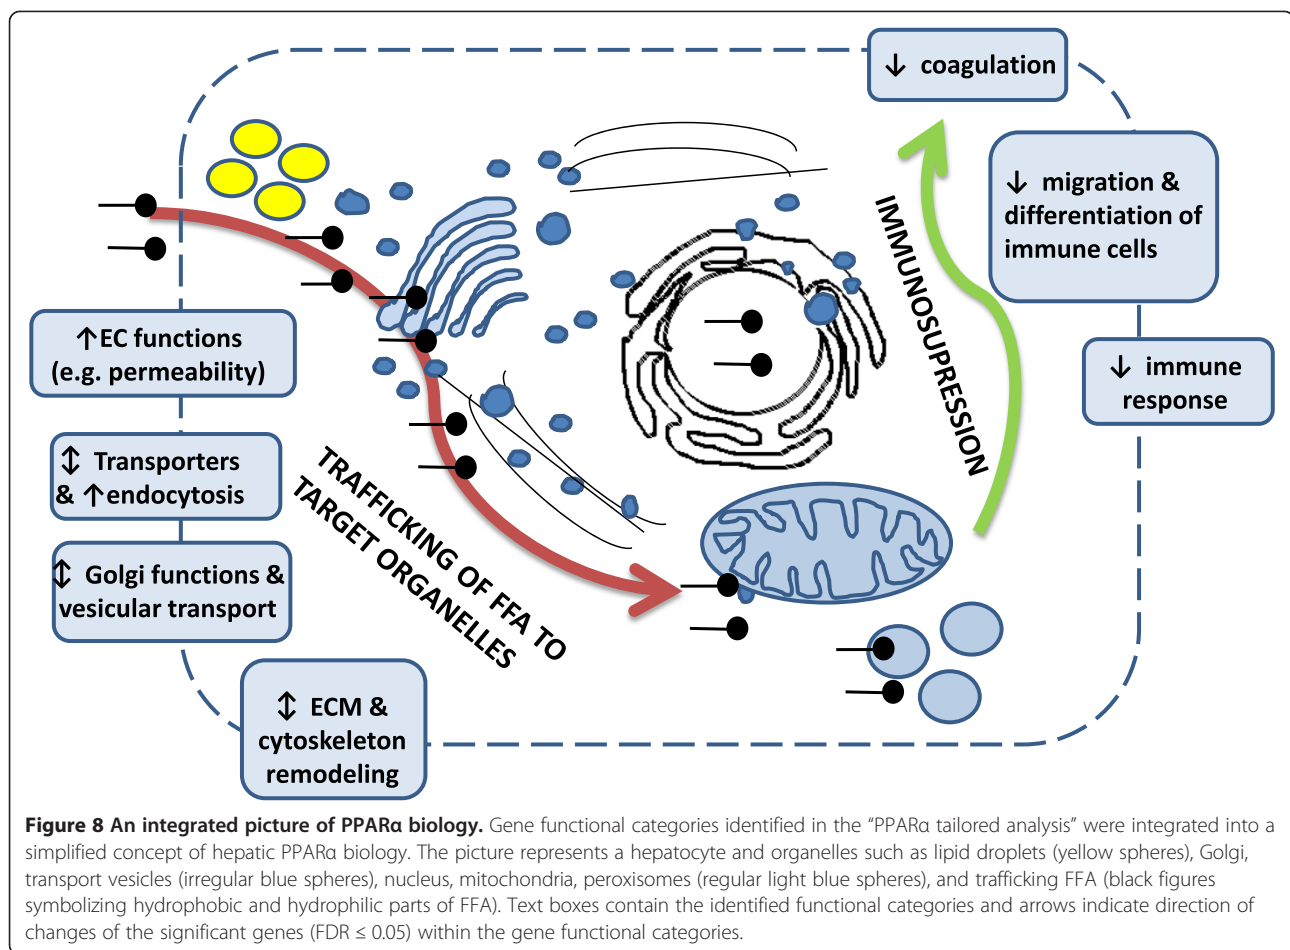 ↓ coagulation
↓ migration &
differentiation of
immune cells
IMMUNOSUPRESSION
↑EC functions
(e.g. permeability)
↓ immune
response
↕ Transporters
& ↑endocytosis
TRAFFICKING OF FFA TO
TARGET ORGANELLES
↕ Golgi functions &
vesicular transport
↕ ECM &
cytoskeleton
remodeling
Figure 8 An integrated picture of PPARα biology. Gene functional categories identified in the “PPARα tailored analysis” were integrated into a
simplified concept of hepatic PPARα biology. The picture represents a hepatocyte and organelles such as lipid droplets (yellow spheres), Golgi,
transport vesicles (irregular blue spheres), nucleus, mitochondria, peroxisomes (regular light blue spheres), and trafficking FFA (black figures
symbolizing hydrophobic and hydrophilic parts of FFA). Text boxes contain the identified functional categories and arrows indicate direction of
changes of the significant genes (FDR ≤ 0.05) within the gene functional categories.